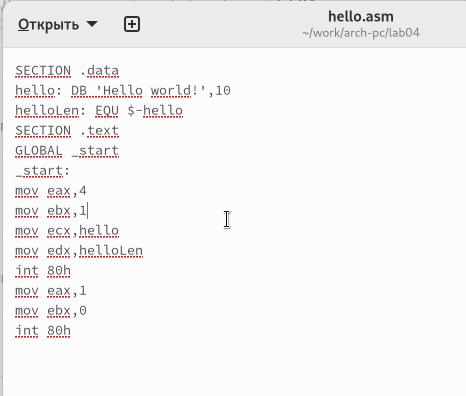 Открыть
hello.asm
~/work/arch-pc/lab04
SECTION .data
hello: DB 'Hello world!',10
helloLen: EQU $-hello
SECTION .text
GLOBAL _start
_start:
mov eax,4
mov ebx,1
mov ecx,hello
mov edx,helloLen
int 80h
mov eax,1
mov ebx,0
int 80h